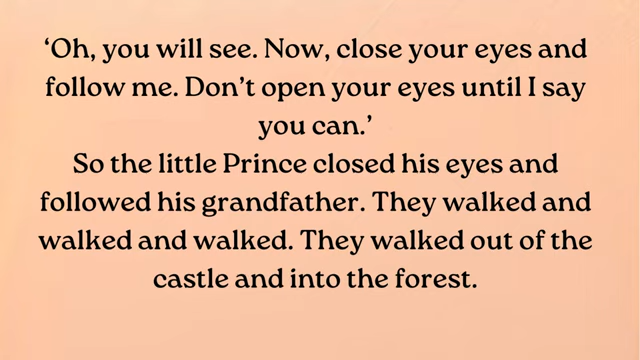 ‘Oh, you will see. Now, close your eyes and
follow me. Don’t open your eyes until I say
you can.’
So the little Prince closed his eyes and
followed his grandfather. They walked and
walked and walked. They walked out of the
castle and into the forest.